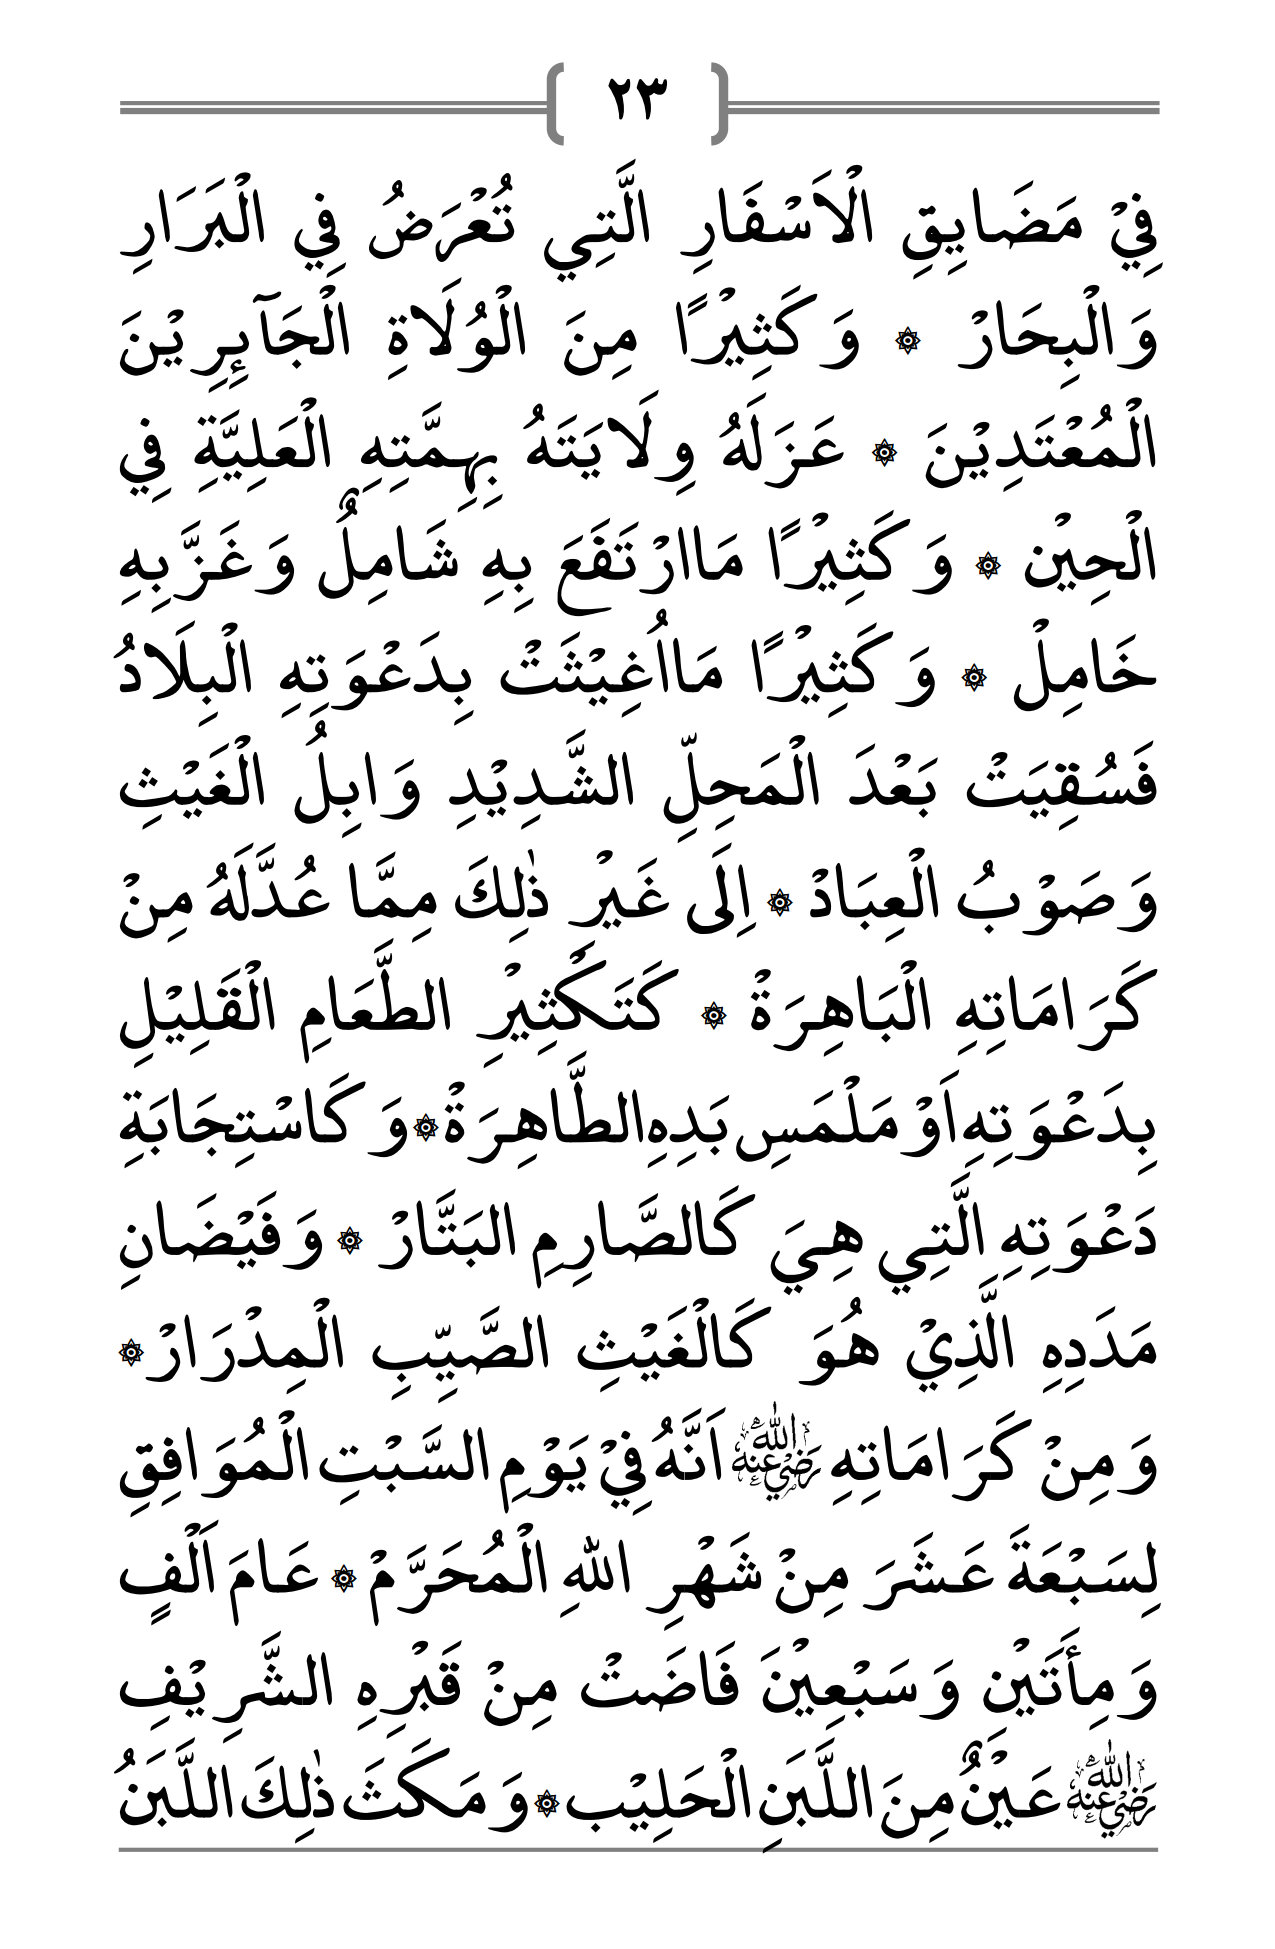 ٢٣
فِيْ مَضَايِقِ الْاَسْفَارِ الَّتِي تُعْرَضُ فِي الْبَرَارِ
وَالْبِحَارْ ۞ وَكَثِيْرًا مِنَ الْوُلَاةِ الْجَآئِرِيْنَ
الْمُعْتَدِيْنَ ۞ عَزَلَهُ وِلَايَتَهُ بِهِمَّتِهِ الْعَلِيَّةِ فِي
الْحِيْنِ ۞ وَكَثِيْرًا مَاارْتَفَعَ بِهِ شَامِلٌ وَغَزَّبِهِ
خَامِلْ ۞ وَكَثِيْرًا مَااُغِيْثَتْ بِدَعْوَتِهِ الْبِلَادُ
فَسُقِيَتْ بَعْدَ الْمَحِلِّ الشَّدِيْدِ وَابِلُ الْغَيْثِ
وَصَوْبُ الْعِبَادْ ۞ اِلَى غَيْرِ ذٰلِكَ مِمَّا عُدَّلَهُ مِنْ
كَرَامَاتِهِ الْبَاهِرَةْ ۞ كَتَكْثِيْرِ الطَّعَامِ الْقَلِيْلِ
بِدَعْوَتِهِ اَوْ مَلْمَسِ بَدِهِ الطَّاهِرَةْ ۞ وَكَاسْتِجَابَةِ
دَعْوَتِهِ الَّتِي هِيَ كَالصَّارِمِ البَتَّارْ ۞ وَفَيْضَانِ
مَدَدِهِ الَّذِيْ هُوَ كَالْغَيْثِ الصَّيِّبِ الْمِدْرَارْ ۞
وَمِنْ كَرَامَاتِهِ رَضِيَ اللهُ عَنْهُ اَنَّهُ فِيْ يَوْمِ السَّبْتِ الْمُوَافِقِ
لِسَبْعَةَ عَشَرَ مِنْ شَهْرِ اللهِ الْمُحَرَّمْ ۞ عَامَ اَلْفٍ
وَمِأَتَيْنِ وَسَبْعِيْنَ فَاضَتْ مِنْ قَبْرِهِ الشَّرِيْفِ
رَضِيَ اللهُ عَنْهُ عَيْنٌ مِنَ اللَّبَنِ الْحَلِيْبِ ۞ وَمَكَثَ ذٰلِكَ اللَّبَنُ